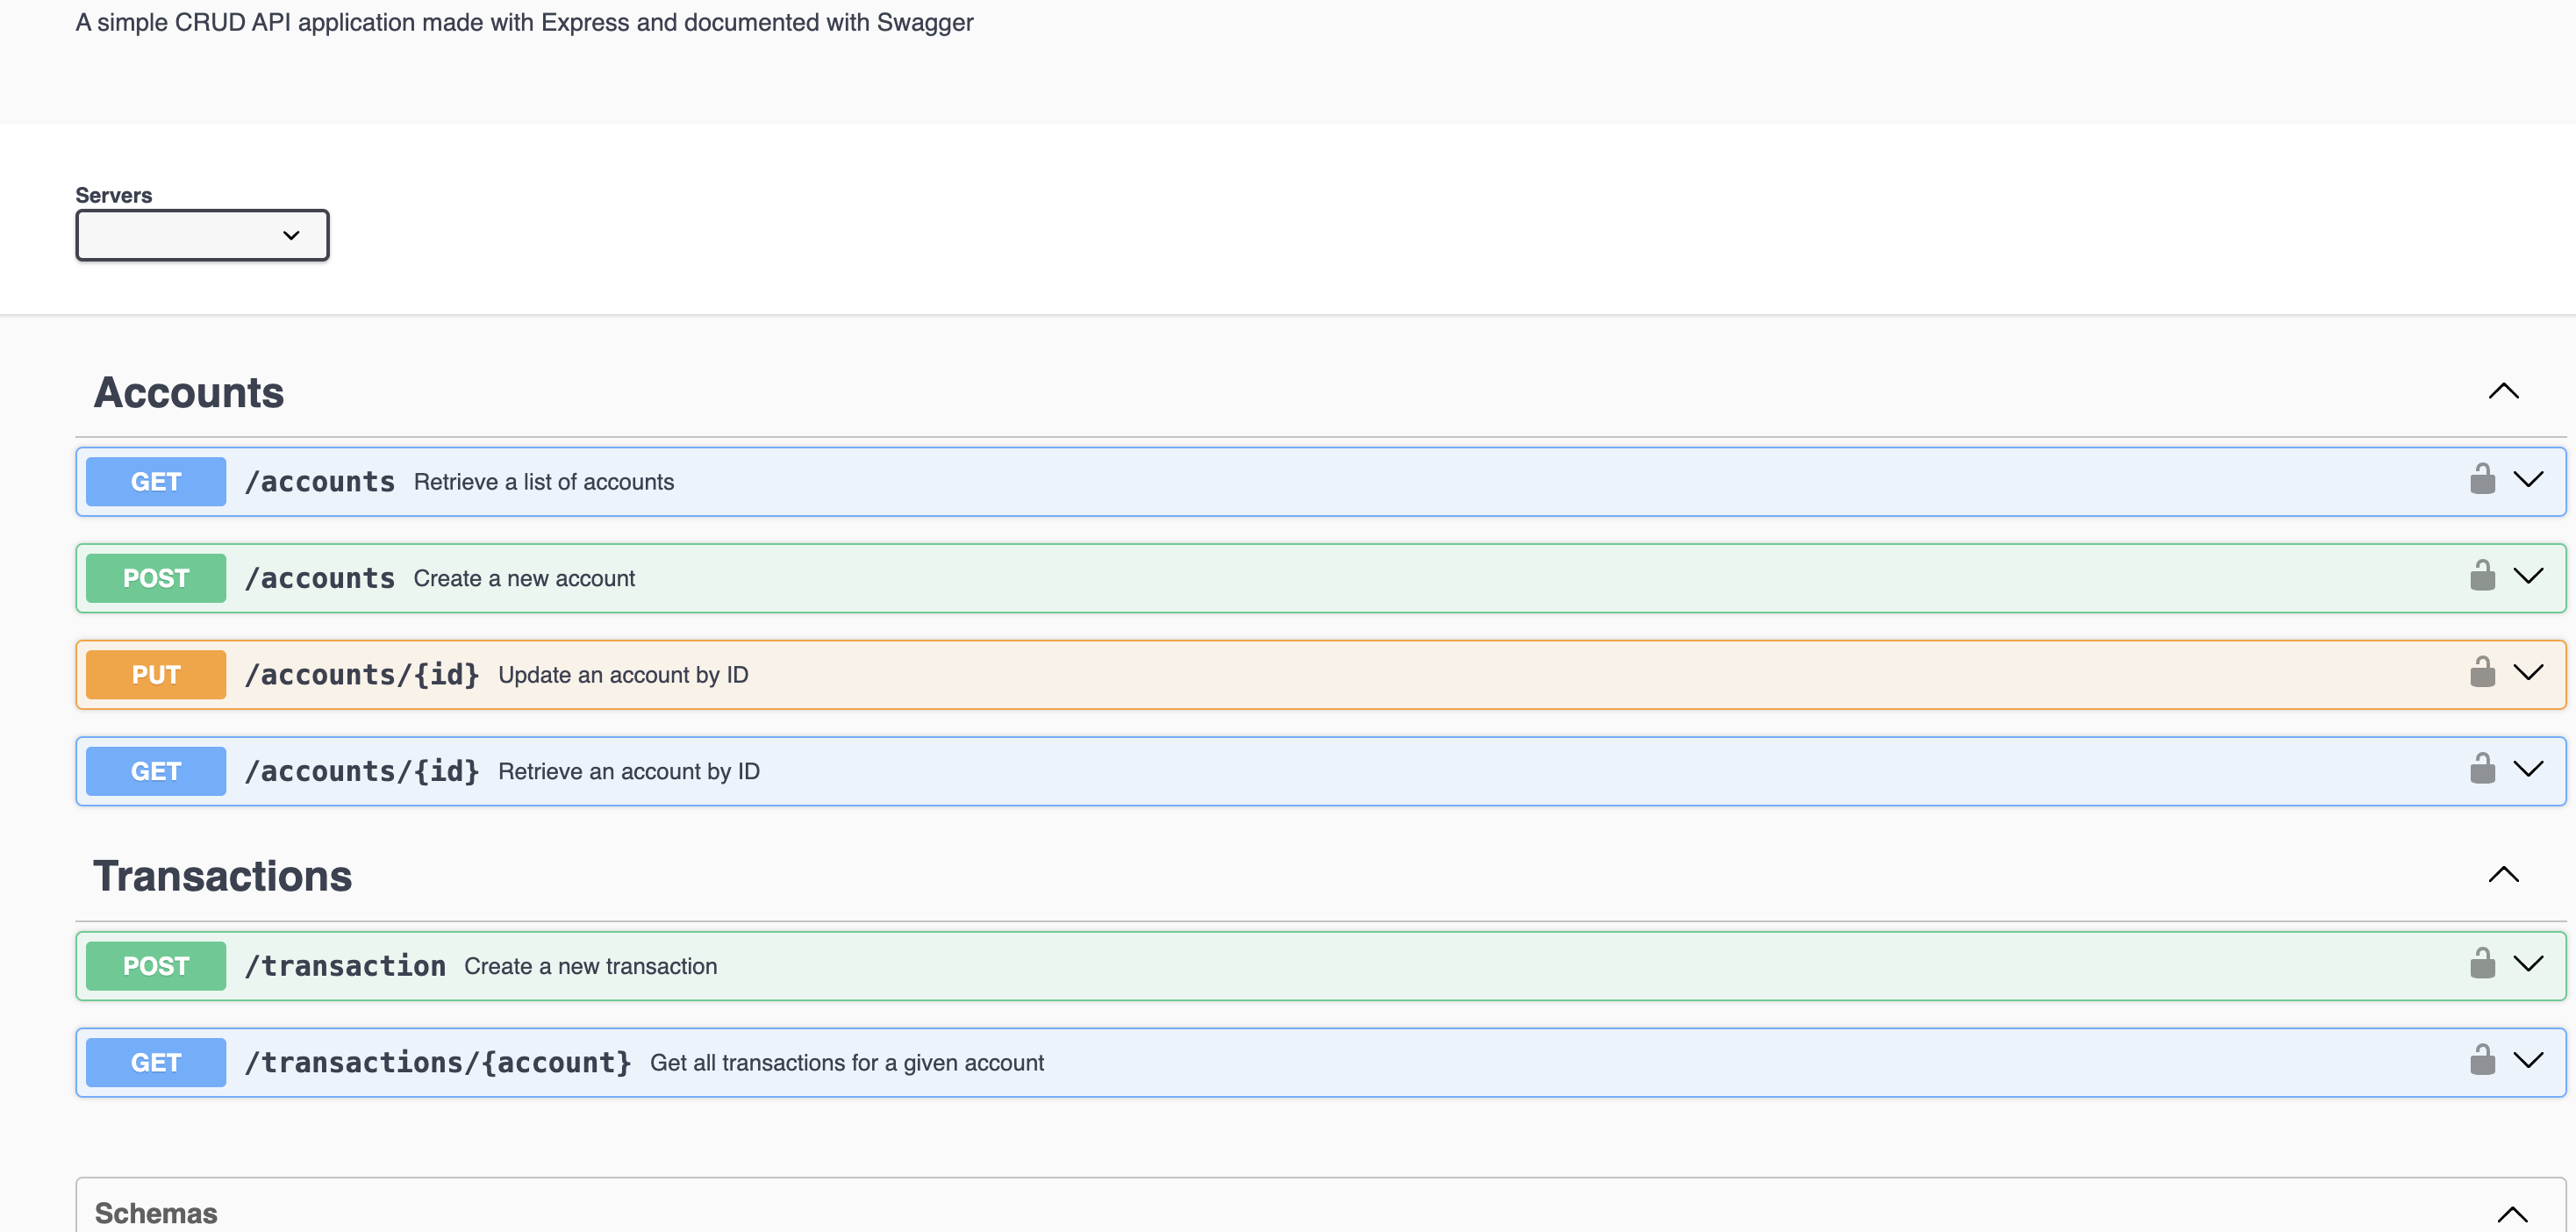 A simple CRUD API application made with Express and documented with Swagger
Servers
Accounts
GET /accounts Retrieve a list of accounts
POST /accounts Create a new account
PUT /accounts/{id} Update an account by ID
GET /accounts/{id} Retrieve an account by ID
Transactions
POST /transaction Create a new transaction
GET /transactions/{account} Get all transactions for a given account
Schemas